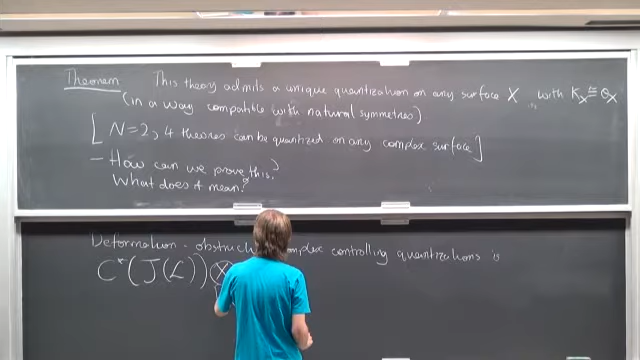 Theorem This theory admits a unique quantization on any surface X with K_X ≅ O_X
(in a way compatible with natural symmetries)
[ N=2, 4 theories can be quantized on any complex surface ]
- How can we prove this?
What does it mean?
Deformation - obstruc complex controlling quantizations is
C*(J(L)) ⊗